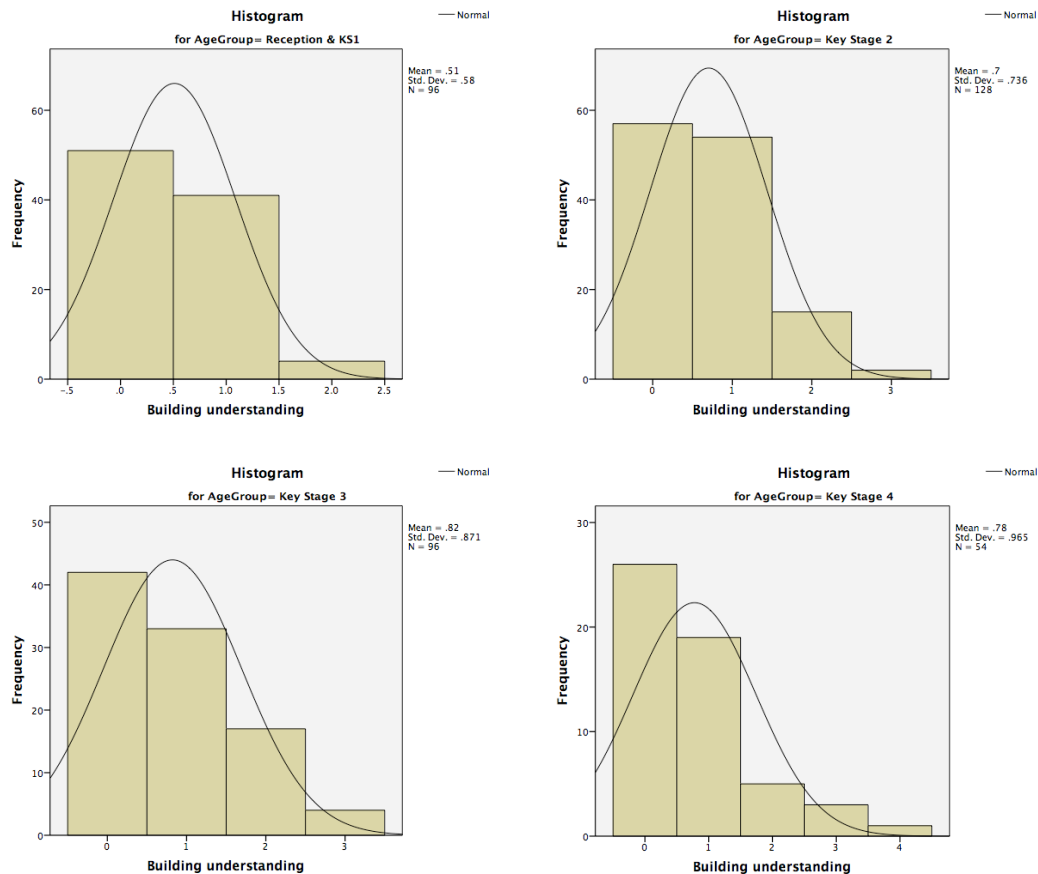 Histogram
Normal
for AgeGroup= Reception & KS1
Mean = .51
Std. Dev. = .58
N = 96
60
40
20
0
Frequency
-.5 .0 .5 1.0 1.5 2.0 2.5
Building understanding
Histogram
Normal
for AgeGroup= Key Stage 2
Mean = .7
Std. Dev. = .736
N = 128
60
40
20
0
Frequency
0 1 2 3
Building understanding
Histogram
Normal
for AgeGroup= Key Stage 3
Mean = .82
Std. Dev. = .871
N = 96
50
40
30
20
10
0
Frequency
0 1 2 3
Building understanding
Histogram
Normal
for AgeGroup= Key Stage 4
Mean = .78
Std. Dev. = .965
N = 54
30
20
10
0
Frequency
0 1 2 3 4
Building understanding